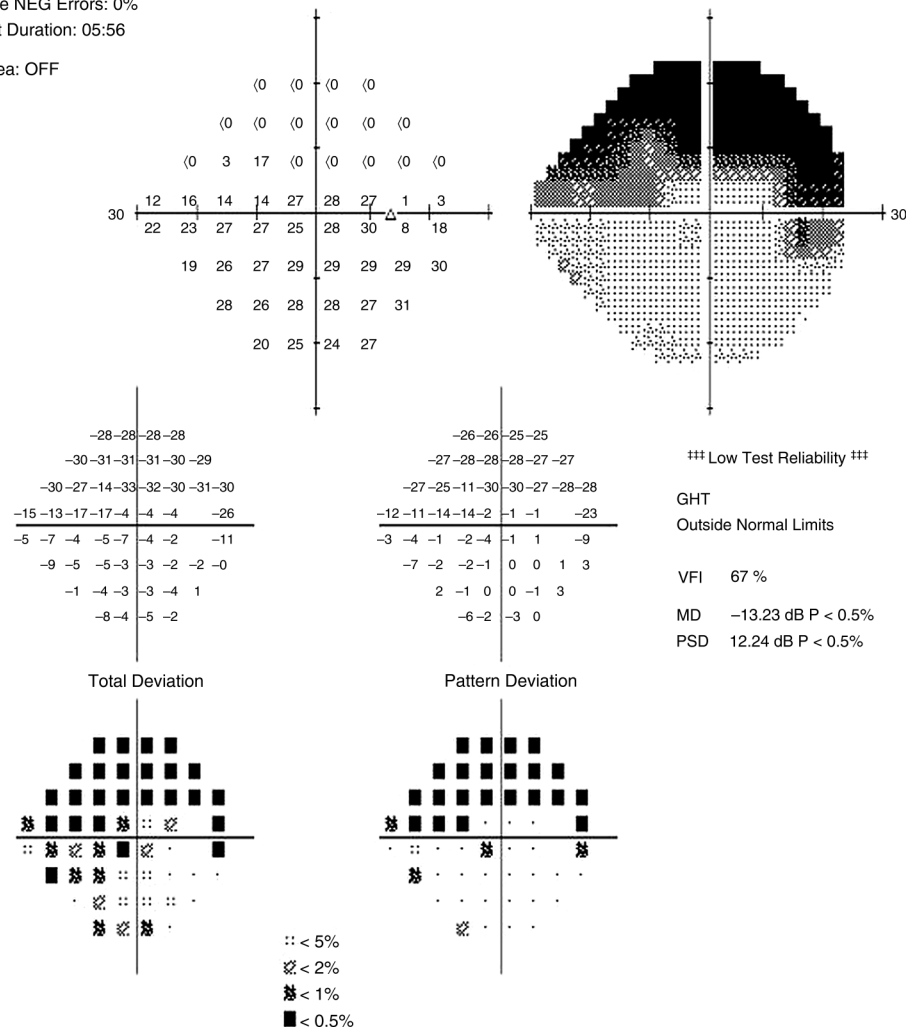 e NEG Errors: 0%
t Duration: 05:56
ea: OFF
⟨0 ⟨0 ⟨0 ⟨0
⟨0 ⟨0 ⟨0 ⟨0 ⟨0 ⟨0
⟨0 3 17 ⟨0 ⟨0 ⟨0 ⟨0 ⟨0
12 16 14 14 27 28 27 1 3
30 30
22 23 27 27 25 28 30 8 18
19 26 27 29 29 29 29 30
28 26 28 28 27 31
20 25 24 27
−28 −28 −28 −28
−30 −31 −31 −31 −30 −29
−30 −27 −14 −33 −32 −30 −31 −30
−15 −13 −17 −17 −4 −4 −4 −26
−5 −7 −4 −5 −7 −4 −2 −11
−9 −5 −5 −3 −3 −2 −2 −0
−1 −4 −3 −3 −4 1
−8 −4 −5 −2
−26 −26 −25 −25
−27 −28 −28 −28 −27 −27
−27 −25 −11 −30 −30 −27 −28 −28
−12 −11 −14 −14 −2 −1 −1 −23
−3 −4 −1 −2 −4 −1 1 −9
−7 −2 −2 −1 0 0 1 3
2 −1 0 0 −1 3
−6 −2 −3 0
‡‡‡ Low Test Reliability ‡‡‡
GHT
Outside Normal Limits
VFI 67 %
MD −13.23 dB P < 0.5%
PSD 12.24 dB P < 0.5%
Total Deviation
Pattern Deviation
< 5%
< 2%
< 1%
< 0.5%